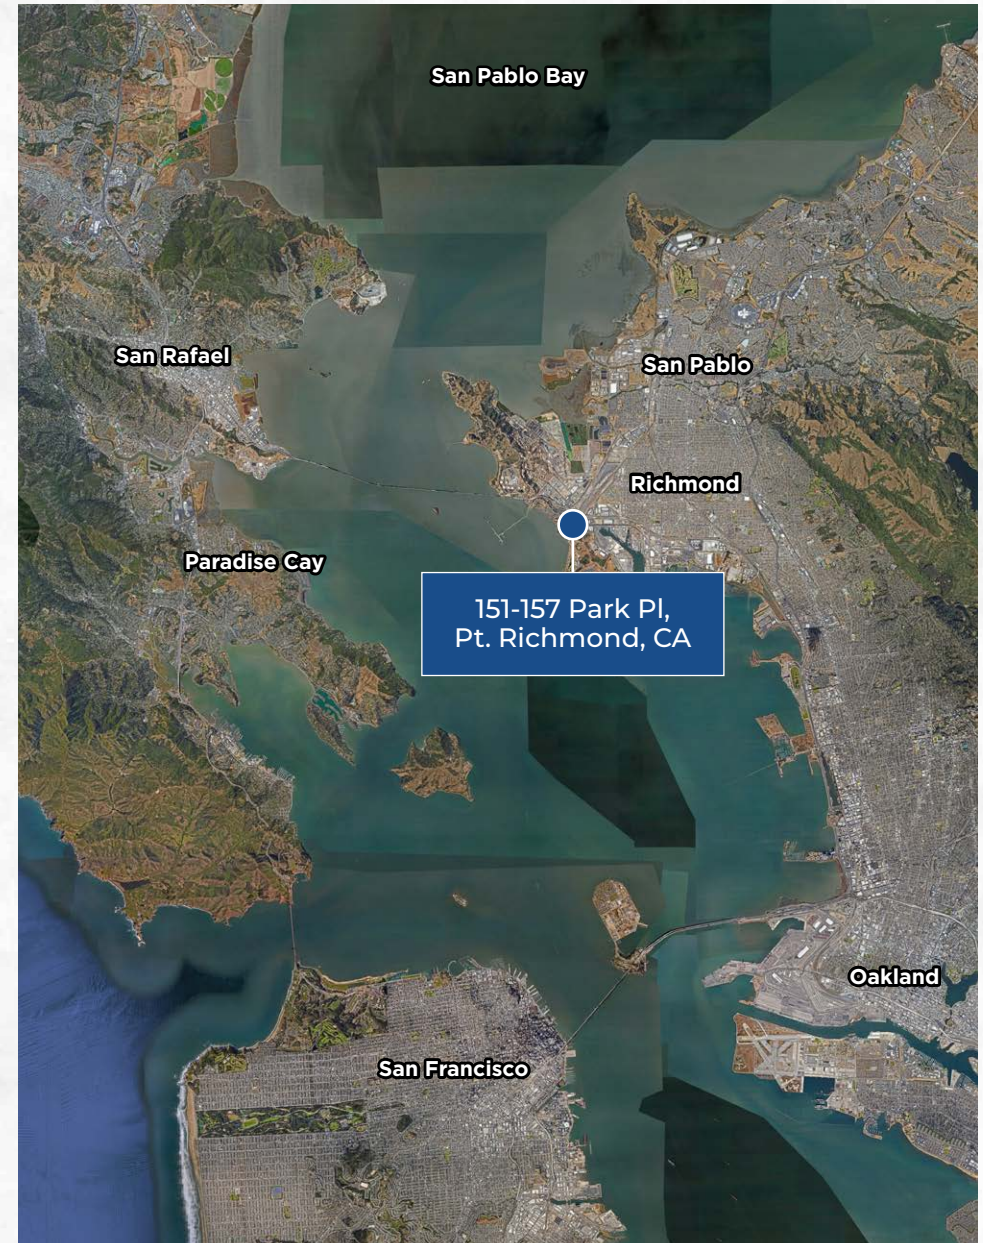 San Pablo Bay
San Rafael
San Pablo
Richmond
Paradise Cay
151-157 Park Pl,
Pt. Richmond, CA
Oakland
San Francisco